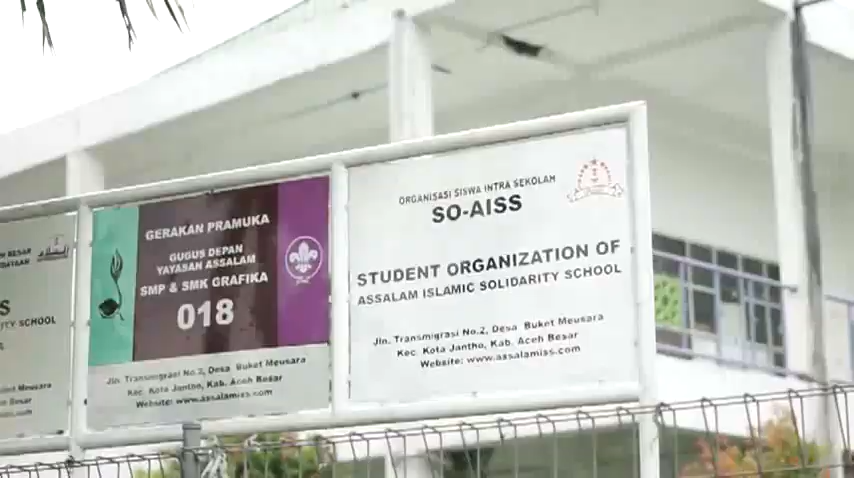 GERAKAN PRAMUKA
GUGUS DEPAN
YAYASAN ASSALAM
SMP & SMK GRAFIKA
018
Jln. Transmigrasi No.2, Desa Buket Meusara
Kec. Kota Jantho, Kab. Aceh Besar
Website: www.assalamiss.com
ORGANISASI SISWA INTRA SEKOLAH
SO-AISS
STUDENT ORGANIZATION OF
ASSALAM ISLAMIC SOLIDARITY SCHOOL
Jln. Transmigrasi No.2, Desa Buket Meusara
Kec. Kota Jantho, Kab. Aceh Besar
Website: www.assalamiss.com
BESAR
SCHOOL
Meusara